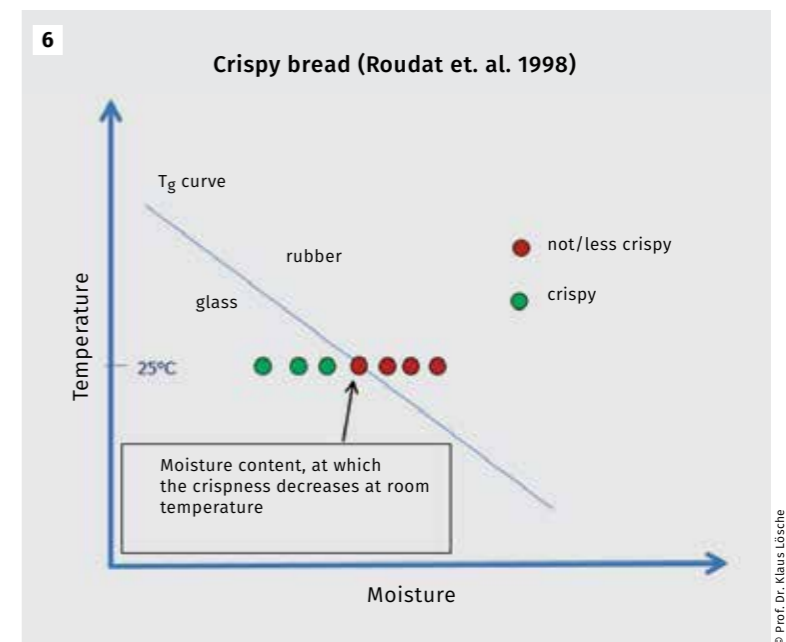 6
Crispy bread (Roudat et. al. 1998)
Tg curve
rubber
glass
not/less crispy
crispy
Temperature
25°C
Moisture content, at which
the crispness decreases at room
temperature
Moisture
© Prof. Dr. Klaus Lösche